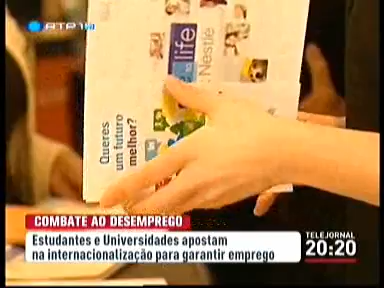 RTP 1
life
Nestlé
Queres
um futuro
melhor?
COMBATE AO DESEMPREGO
Estudantes e Universidades apostam
na internacionalização para garantir emprego
TELEJORNAL
20:20